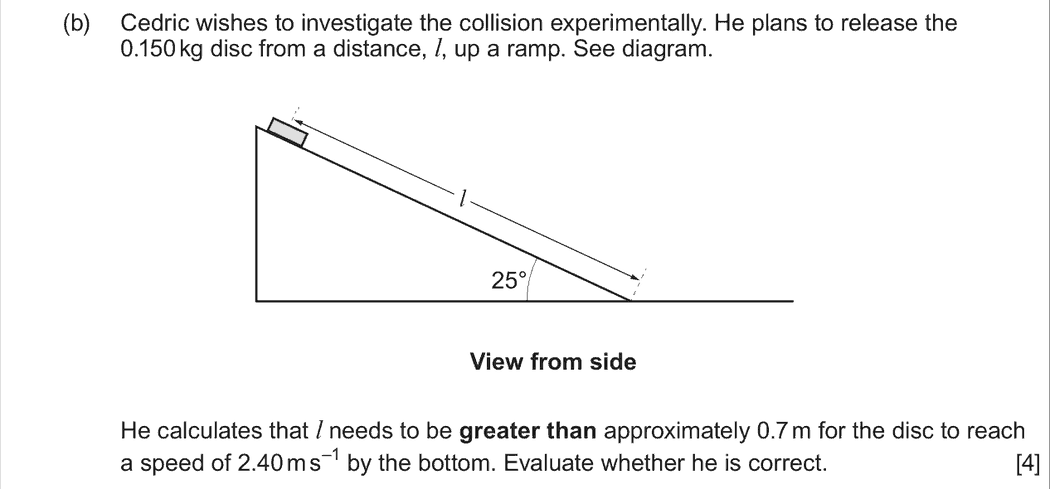 (b) Cedric wishes to investigate the collision experimentally. He plans to release the
0.150 kg disc from a distance, l, up a ramp. See diagram.
l
25°
View from side
He calculates that l needs to be greater than approximately 0.7 m for the disc to reach
a speed of 2.40 m s⁻¹ by the bottom. Evaluate whether he is correct. [4]